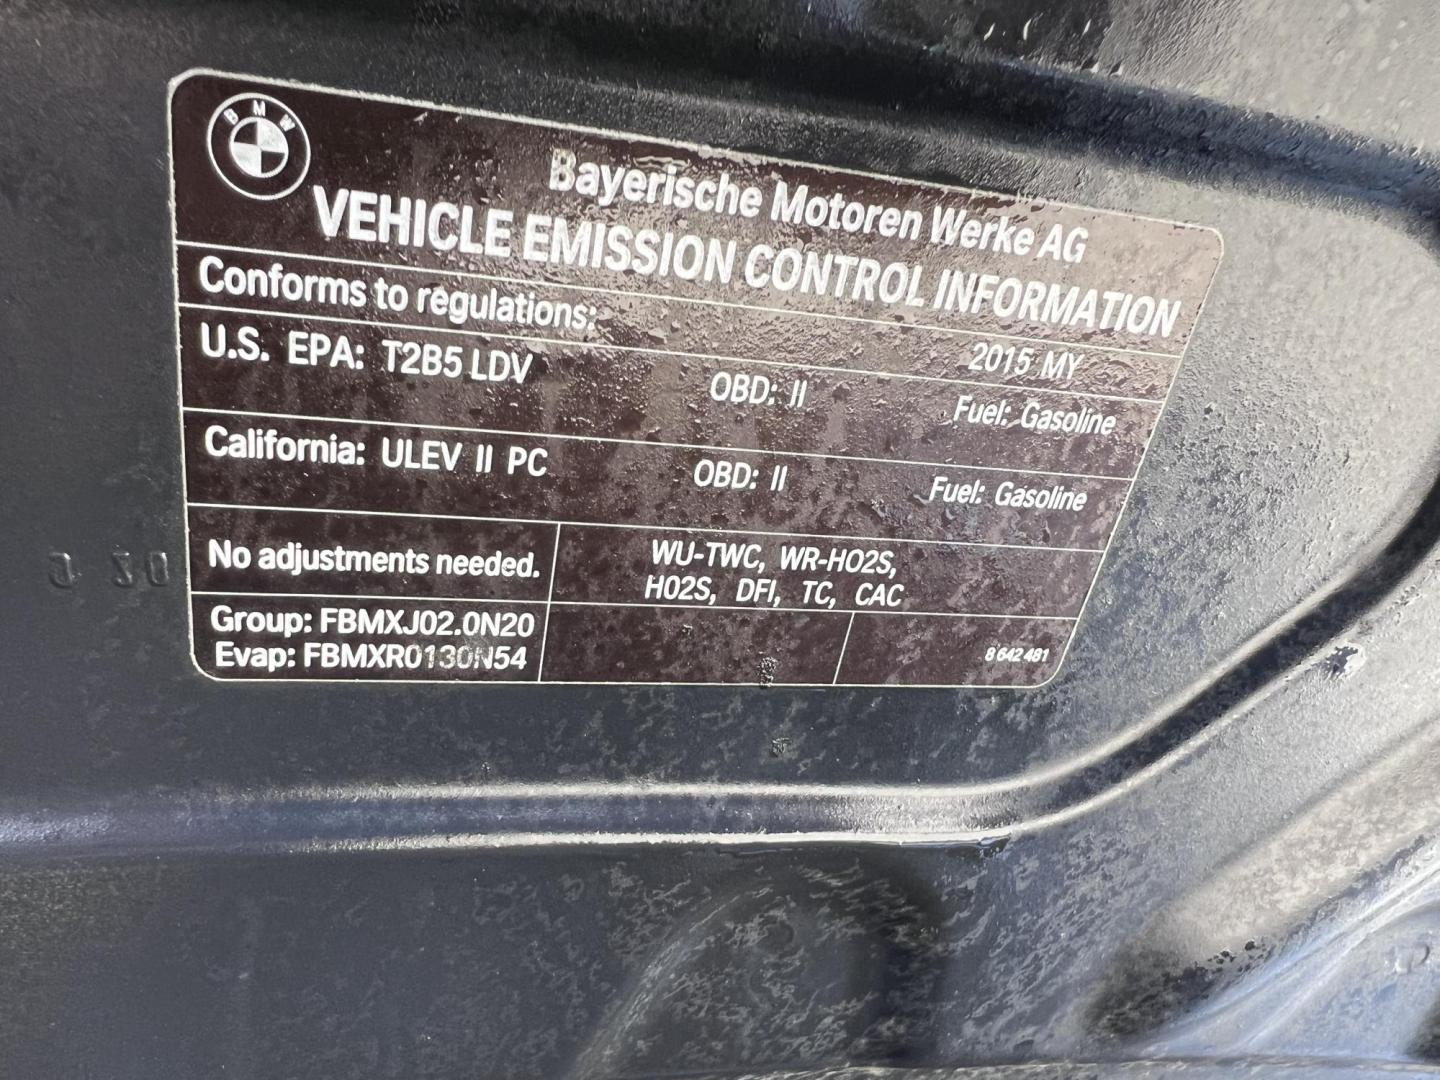 BMW
Bayerische Motoren Werke AG
VEHICLE EMISSION CONTROL INFORMATION
Conforms to regulations: 2015 MY
U.S. EPA: T2B5 LDV OBD: II Fuel: Gasoline
California: ULEV II PC OBD: II Fuel: Gasoline
No adjustments needed.
WU-TWC, WR-HO2S,
HO2S, DFI, TC, CAC
Group: FBMXJ02.0N20
Evap: FBMXR0130N54
8 642 481